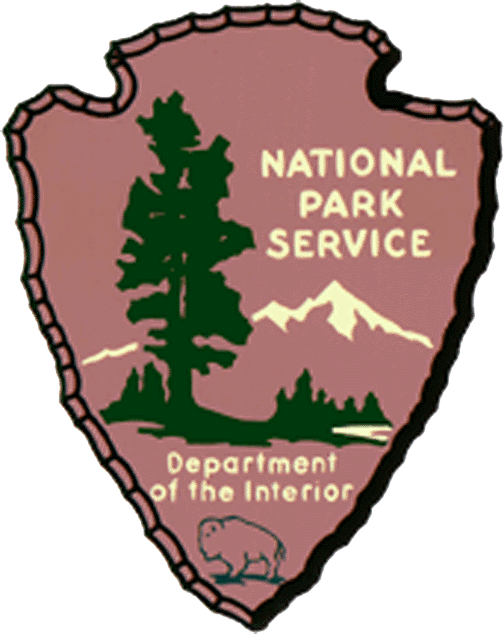 NATIONAL
PARK
SERVICE
Department
of the Interior